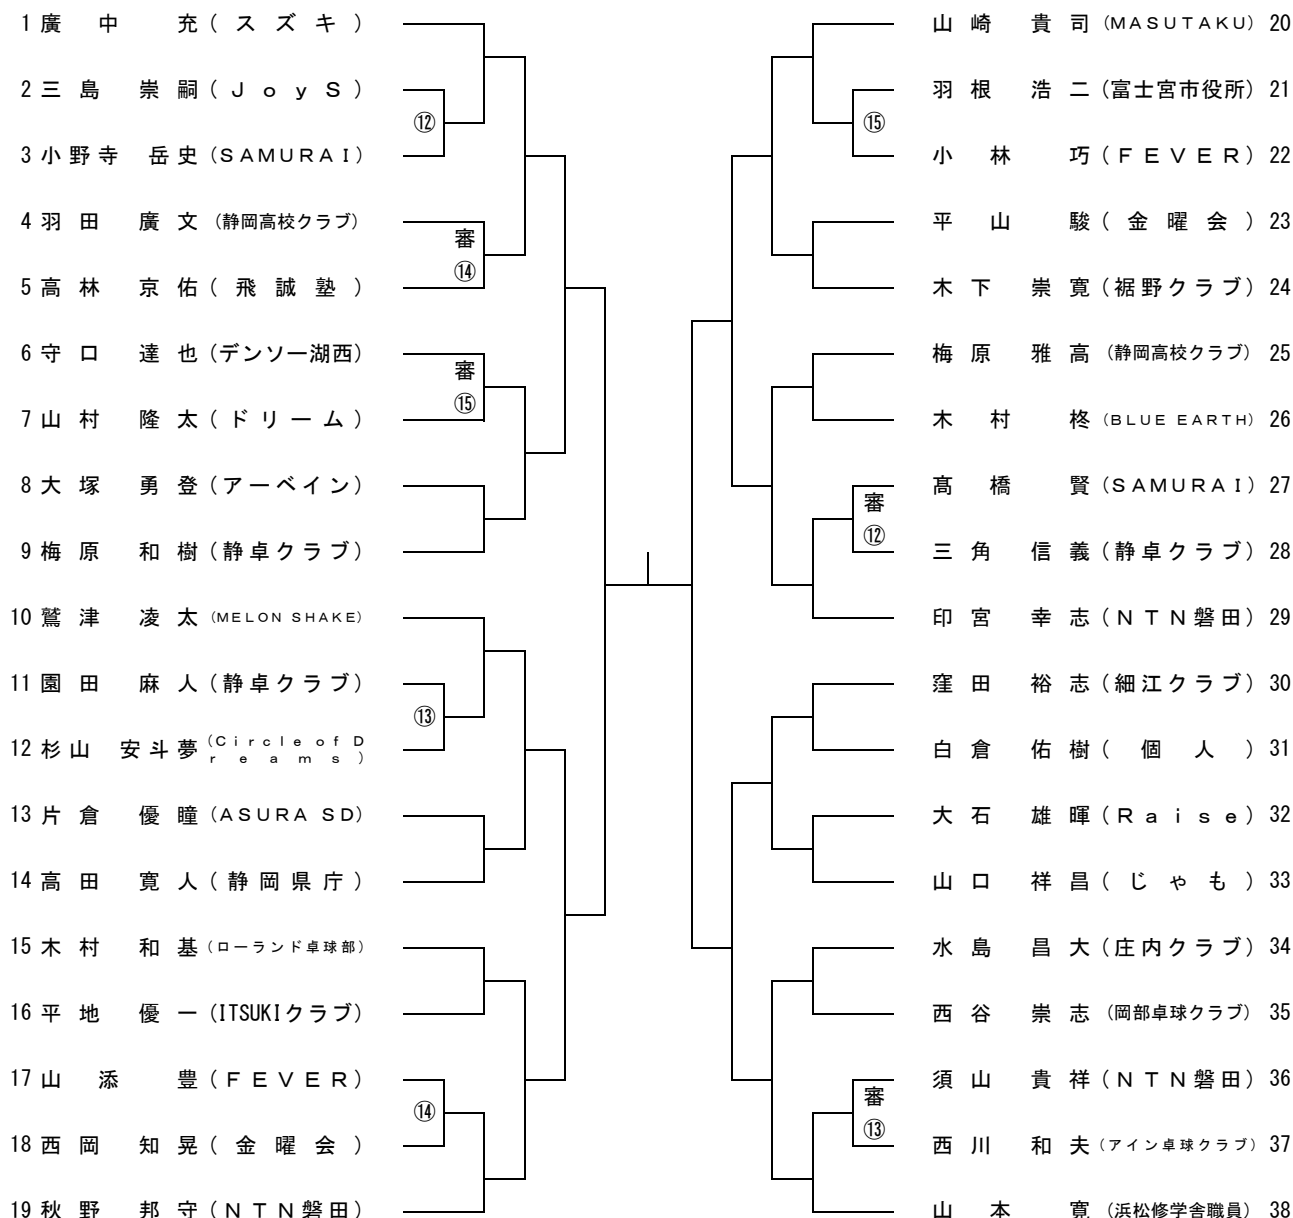 1 廣中 充 (スズキ)
2 三島 崇嗣 (JoyS)
⑫
3 小野寺 岳史 (SAMURAI)
4 羽田 廣文 (静岡高校クラブ)
審
⑭
5 高林 京佑 (飛誠塾)
6 守口 達也 (デンソー湖西)
審
⑮
7 山村 隆太 (ドリーム)
8 大塚 勇登 (アーベイン)
9 梅原 和樹 (静卓クラブ)
10 鷲津 凌太 (MELON SHAKE)
11 園田 麻人 (静卓クラブ)
⑬
12 杉山 安斗夢 (Circle of D
reams)
13 片倉 優瞳 (ASURA SD)
14 高田 寛人 (静岡県庁)
15 木村 和基 (ローランド卓球部)
16 平地 優一 (ITSUKIクラブ)
17 山添 豊 (FEVER)
⑭
18 西岡 知晃 (金曜会)
19 秋野 邦守 (NTN磐田)
山崎 貴司 (MASUTAKU) 20
羽根 浩二 (富士宮市役所) 21
⑮
小林 巧 (FEVER) 22
平山 駿 (金曜会) 23
木下 崇寛 (裾野クラブ) 24
梅原 雅高 (静岡高校クラブ) 25
木村 柊 (BLUE EARTH) 26
髙橋 賢 (SAMURAI) 27
審
⑫
三角 信義 (静卓クラブ) 28
印宮 幸志 (NTN磐田) 29
窪田 裕志 (細江クラブ) 30
白倉 佑樹 (個人) 31
大石 雄暉 (Raise) 32
山口 祥昌 (じゃも) 33
水島 昌大 (庄内クラブ) 34
西谷 崇志 (岡部卓球クラブ) 35
須山 貴祥 (NTN磐田) 36
審
⑬
西川 和夫 (アイン卓球クラブ) 37
山本 寛 (浜松修学舎職員) 38